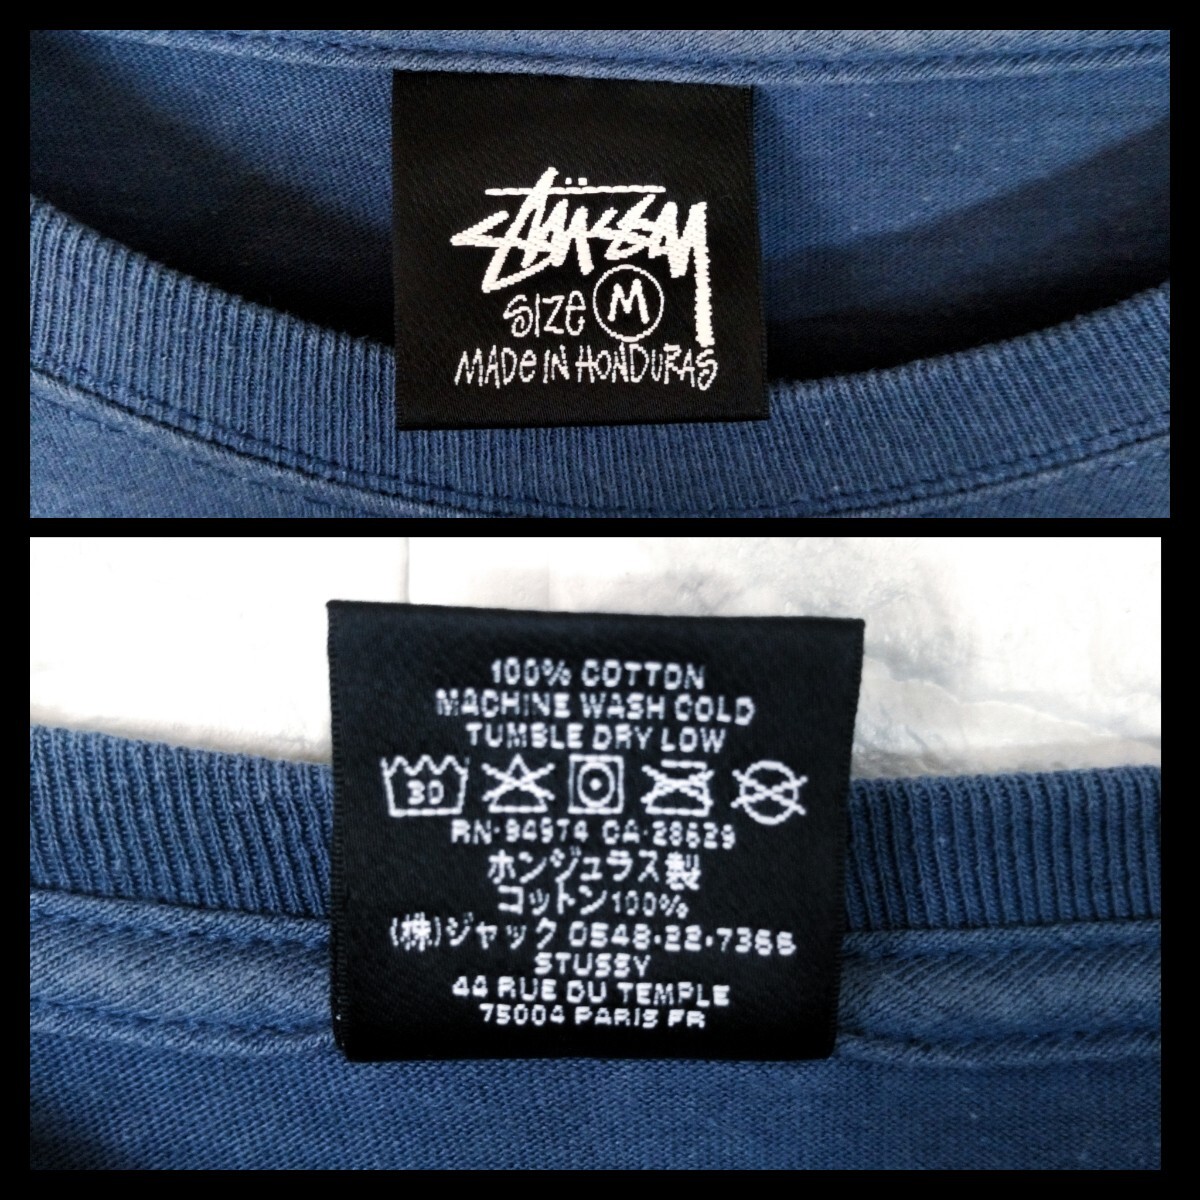 STÜSSY
SIZE M
MADE IN HONDURAS
100% COTTON
MACHINE WASH COLD
TUMBLE DRY LOW
30
RN·94974 CA·28629
ホンジュラス製
コットン100%
(株)ジャック 0548·22·7366
STUSSY
44 RUE DU TEMPLE
75004 PARIS FR